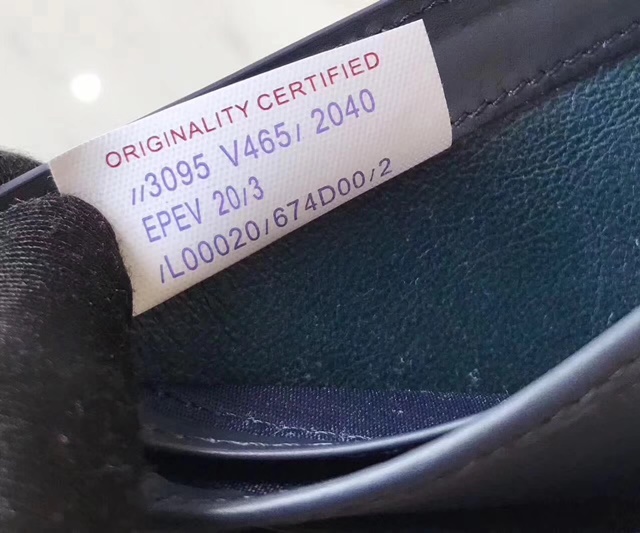 ORIGINALITY CERTIFIED
//3095 V465/ 2040
EPEV 20/3
/L00020/674D00/2